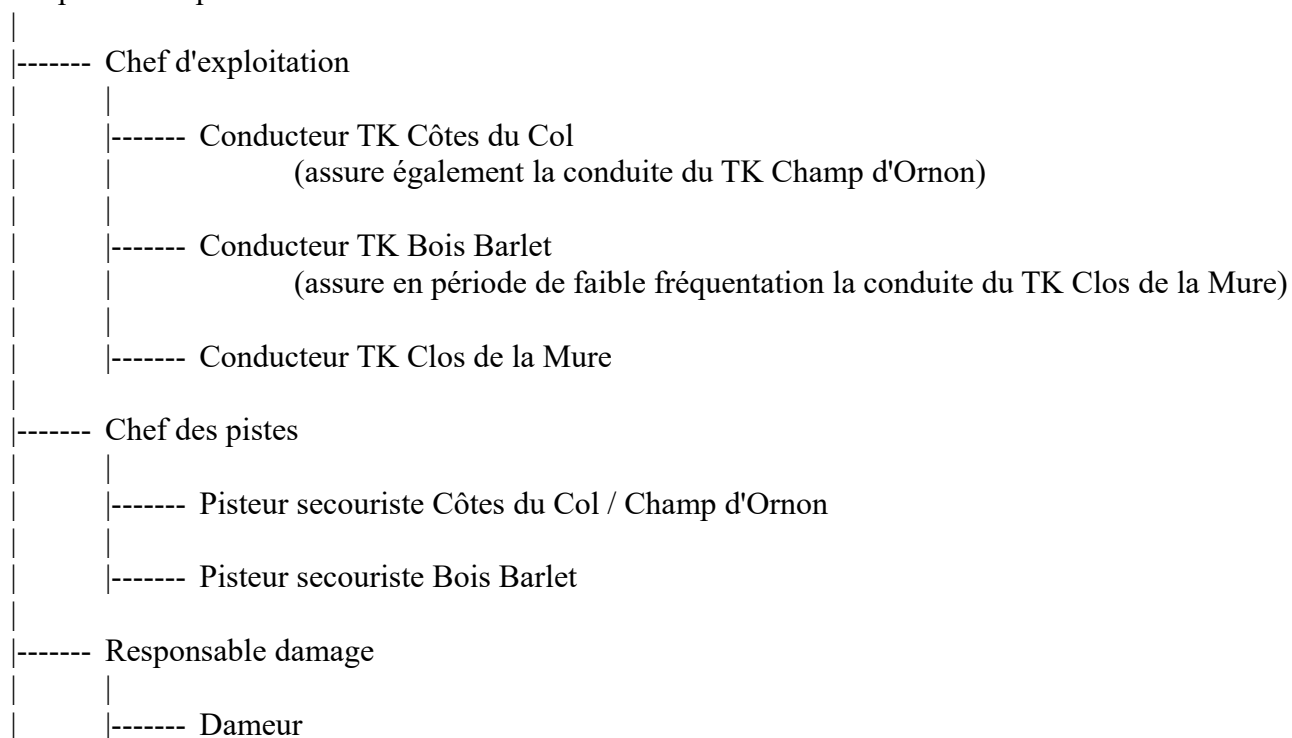 |
|------- Chef d'exploitation
| |
| |------- Conducteur TK Côtes du Col
| | (assure également la conduite du TK Champ d'Ornon)
| |
| |------- Conducteur TK Bois Barlet
| | (assure en période de faible fréquentation la conduite du TK Clos de la Mure)
| |
| |------- Conducteur TK Clos de la Mure
|
|------- Chef des pistes
| |
| |------- Pisteur secouriste Côtes du Col / Champ d'Ornon
| |
| |------- Pisteur secouriste Bois Barlet
|
|------- Responsable damage
| |
| |------- Dameur